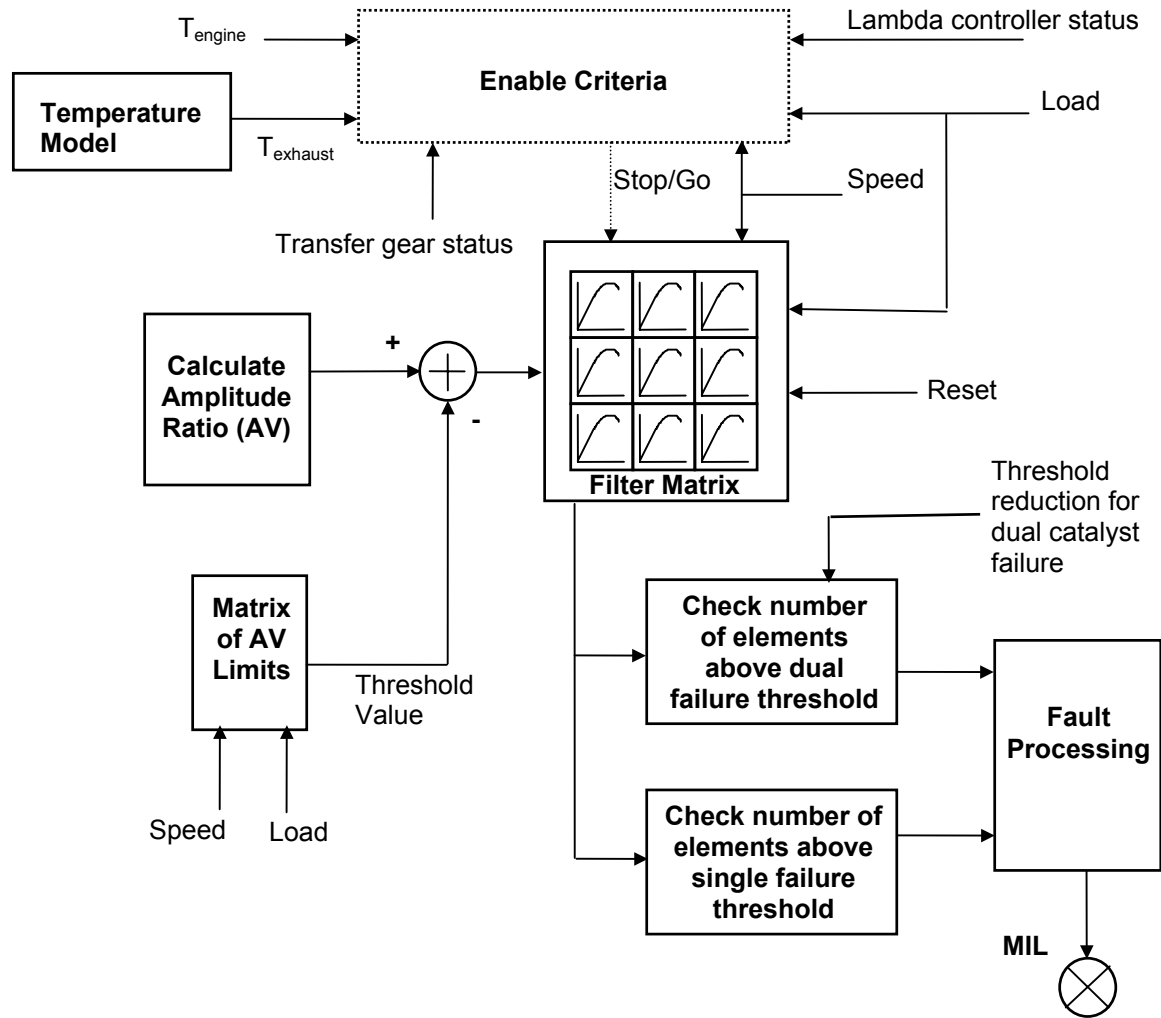 T engine
Lambda controller status
Enable Criteria
Temperature
Model
T exhaust
Load
Stop/Go
Speed
Transfer gear status
+
Calculate
Amplitude
Ratio (AV)
-
Reset
Filter Matrix
Threshold
reduction for
dual catalyst
failure
Matrix
of AV
Limits
Threshold
Value
Check number
of elements
above dual
failure threshold
Fault
Processing
Speed
Load
Check number of
elements above
single failure
threshold
MIL